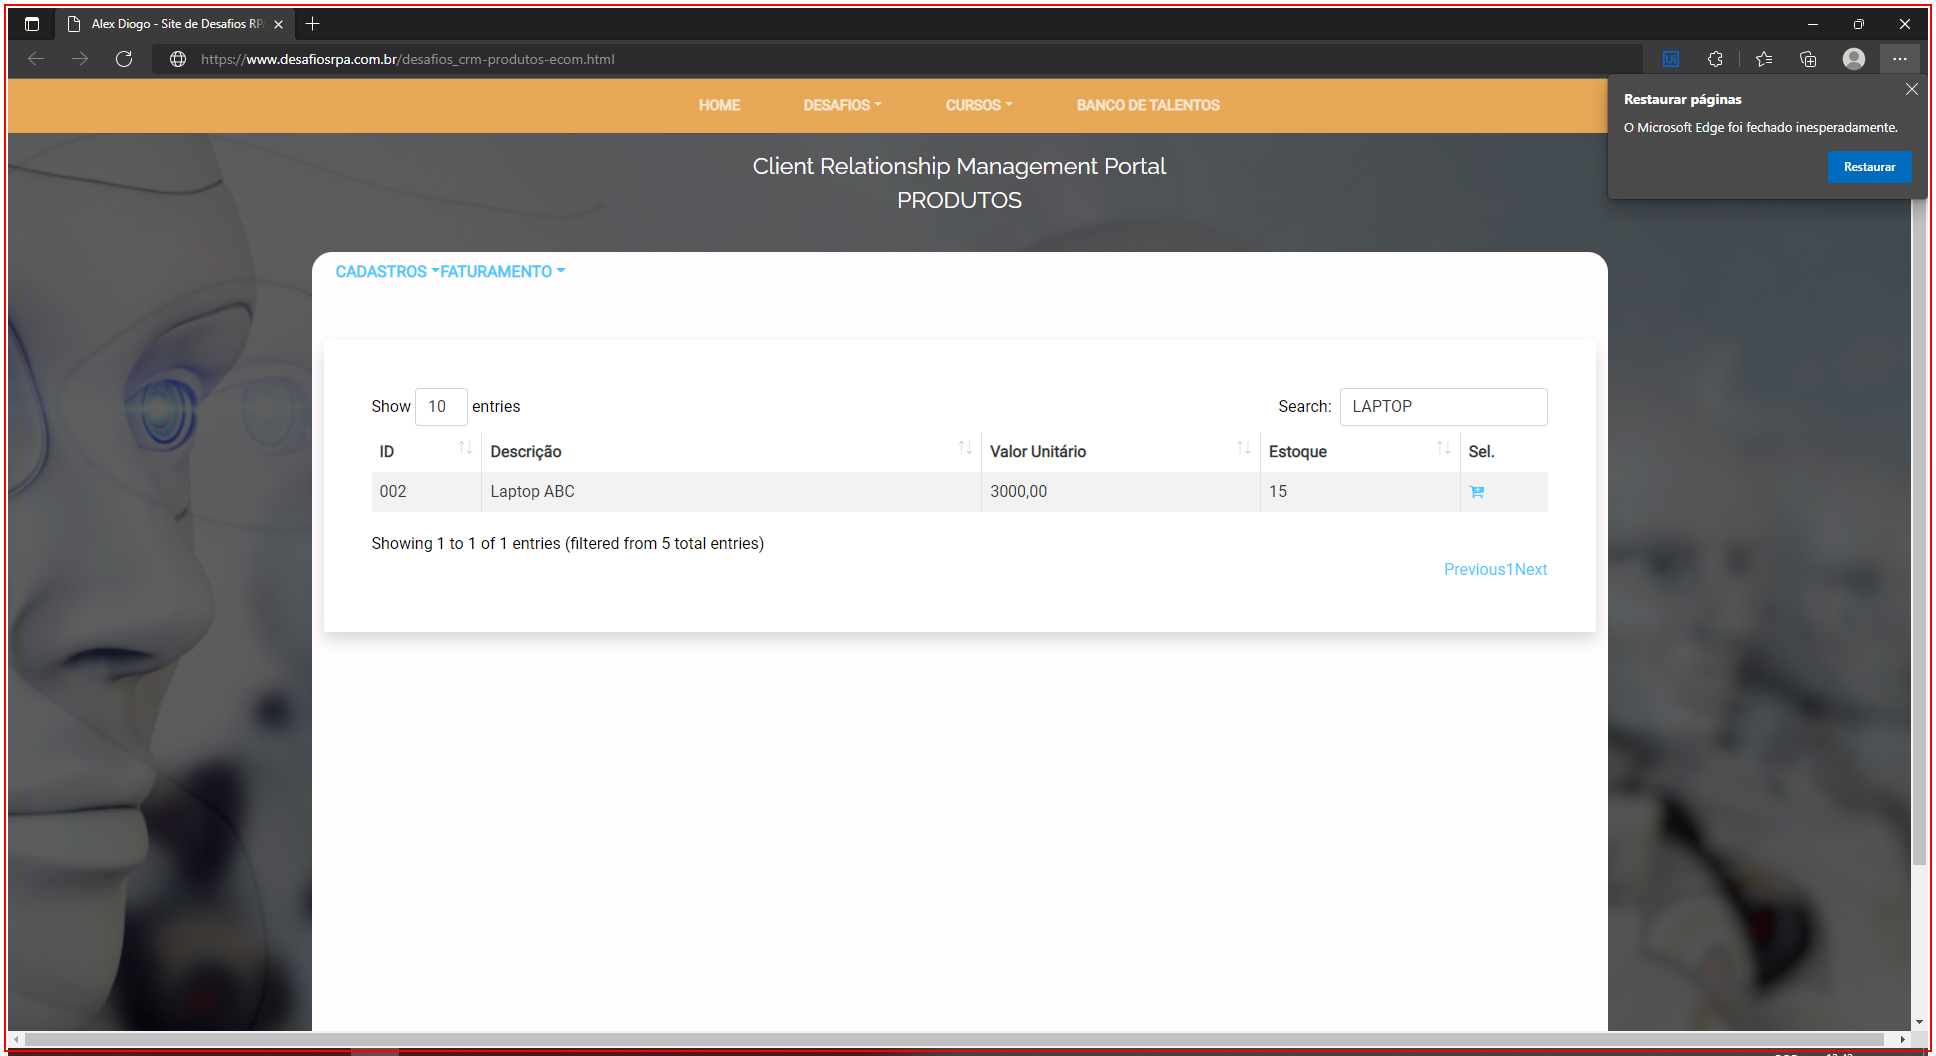 Alex Diogo - Site de Desafios RP
https://www.desafiosrpa.com.br/desafios_crm-produtos-ecom.html
Restaurar páginas
O Microsoft Edge foi fechado inesperadamente.
Restaurar
HOME DESAFIOS CURSOS BANCO DE TALENTOS
Client Relationship Management Portal
PRODUTOS
CADASTROS FATURAMENTO
Show 10 entries Search: LAPTOP
ID Descrição Valor Unitário Estoque Sel.
002 Laptop ABC 3000,00 15
Showing 1 to 1 of 1 entries (filtered from 5 total entries)
Previous1Next